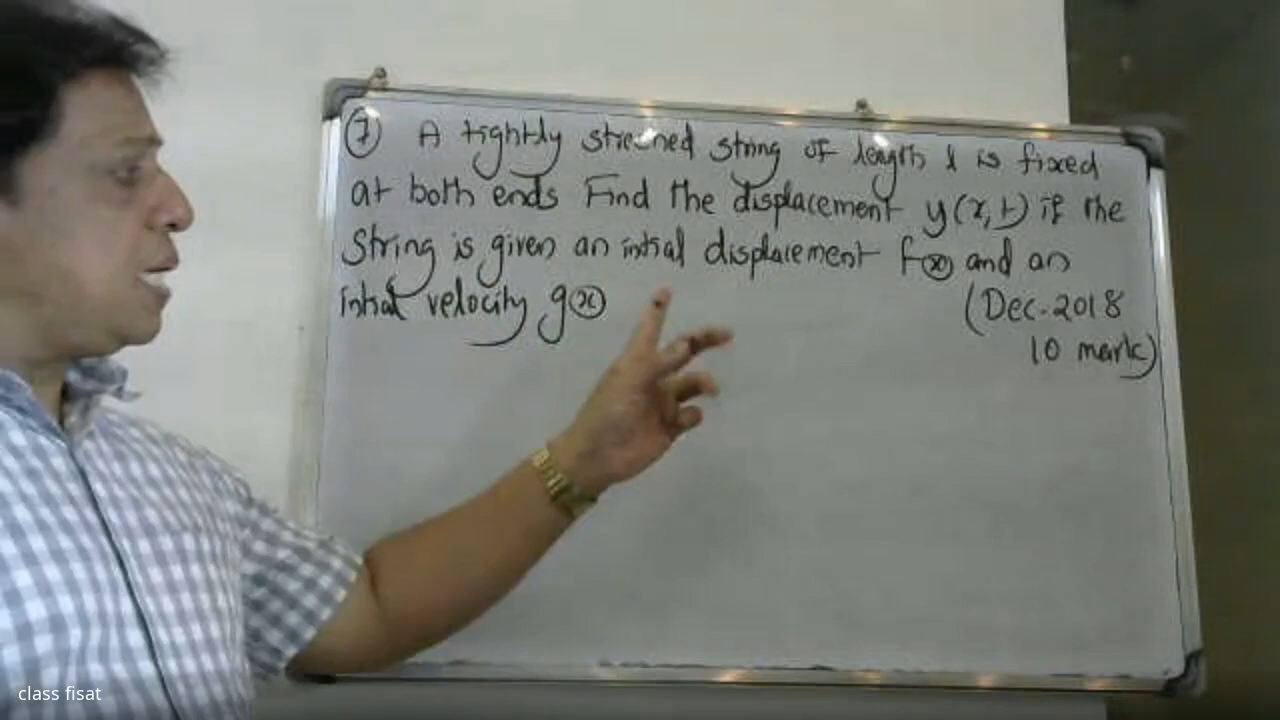 ⑦ A tightly streched string of length l is fixed
at both ends Find the displacement y(x,t) if the
string is given an initial displacement f(x) and an
initial velocity g(x)
(Dec-2018
10 mark)
class fisat